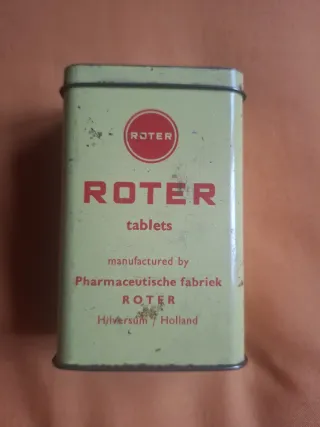 ROTER
ROTER
tablets
manufactured by
Pharmaceutische fabriek
ROTER
Hilversum / Holland